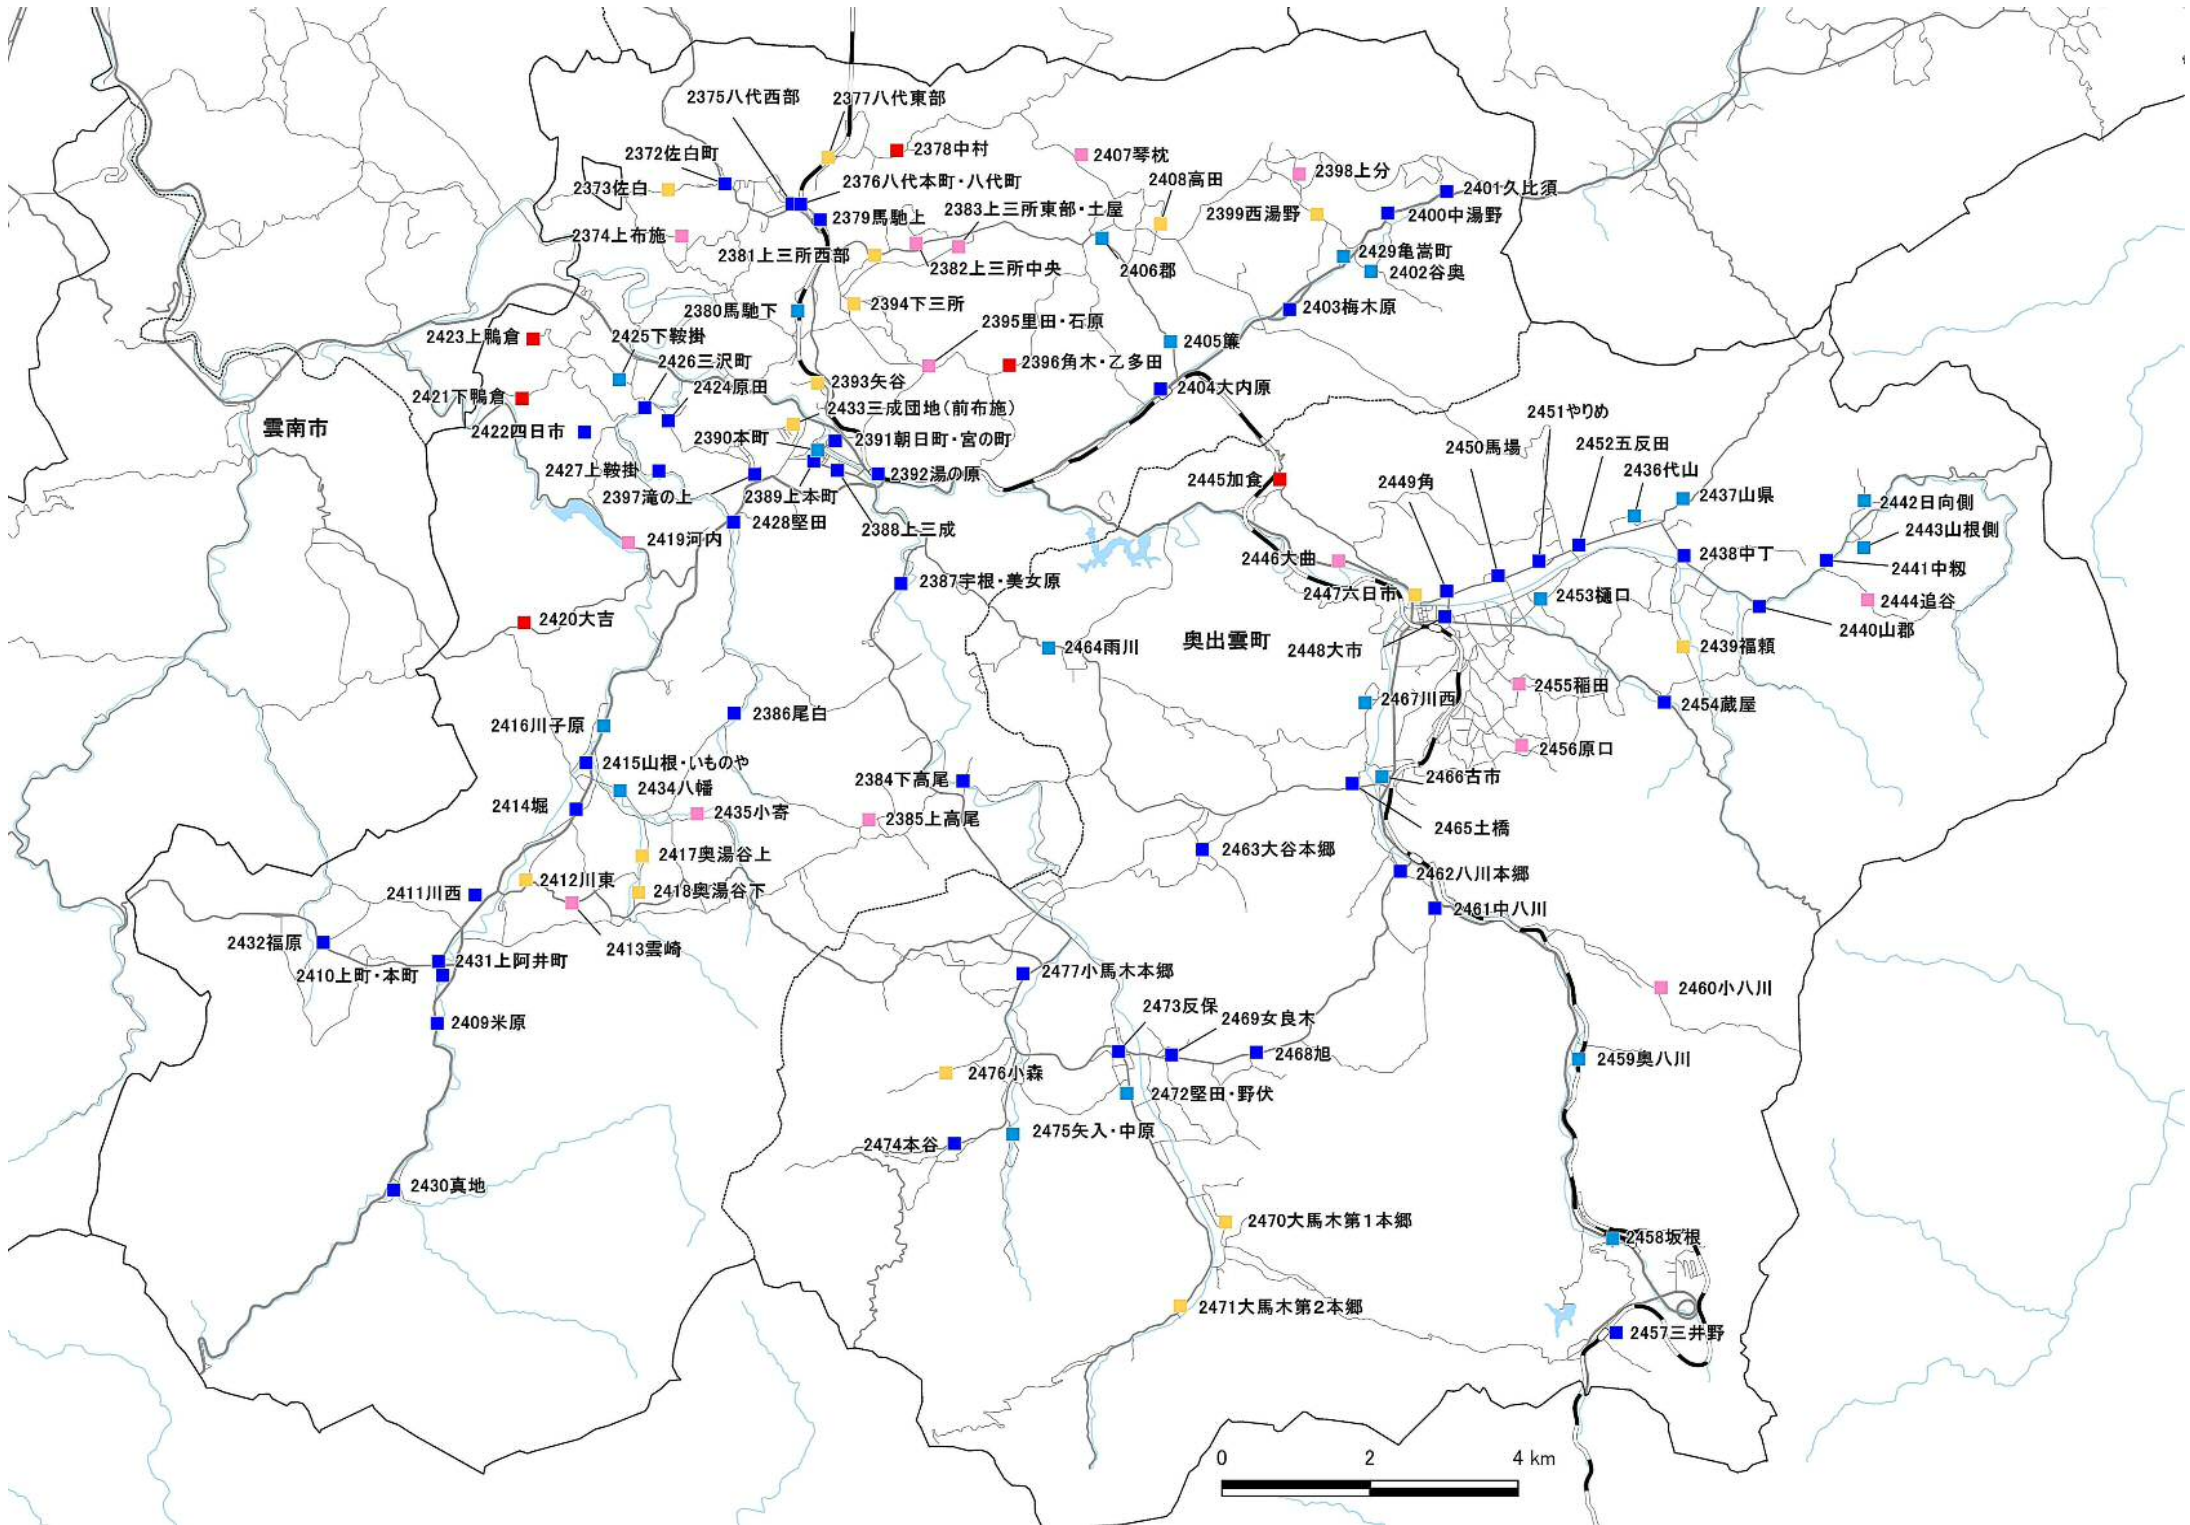 2375八代西部
2377八代東部
2378中村
2372佐白町
2407琴枕
2408高田
2398上分
2373佐白
2376八代本町・八代町
2401久比須
2379馬馳上
2383上三所東部・土屋
2399西湯野
2400中湯野
2374上布施
2381上三所西部
2382上三所中央
2406郡
2429亀嵩町
2402谷奥
2380馬馳下
2394下三所
2403梅木原
2395里田・石原
2423上鴨倉
2425下鞍掛
2405簾
2426三沢町
2396角木・乙多田
2424原田
2393矢谷
2404大内原
2421下鴨倉
2433三成団地(前布施)
2451やりめ
雲南市
2422四日市
2390本町
2391朝日町・宮の町
2450馬場
2452五反田
2436代山
2427上鞍掛
2392湯の原
2445加食
2449角
2437山県
2397滝の上
2389上本町
2442日向側
2428堅田
2388上三成
2443山根側
2419河内
2446大曲
2438中丁
2441中籾
2387宇根・美女原
2447六日市
2453樋口
2444追谷
2420大吉
2440山郡
2464雨川
奥出雲町
2448大市
2439福頼
2455稲田
2467川西
2454蔵屋
2386尾白
2416川子原
2456原口
2415山根・いものや
2384下高尾
2466古市
2434八幡
2414堀
2435小寄
2385上高尾
2465土橋
2417奥湯谷上
2463大谷本郷
2411川西
2412川東
2418奥湯谷下
2462八川本郷
2461中八川
2432福原
2413雲崎
2431上阿井町
2410上町・本町
2477小馬木本郷
2460小八川
2409米原
2473反保
2469女良木
2468旭
2459奥八川
2476小森
2472堅田・野伏
2475矢入・中原
2474本谷
2430真地
2470大馬木第1本郷
2458坂根
2471大馬木第2本郷
2457三井野
0 2 4 km